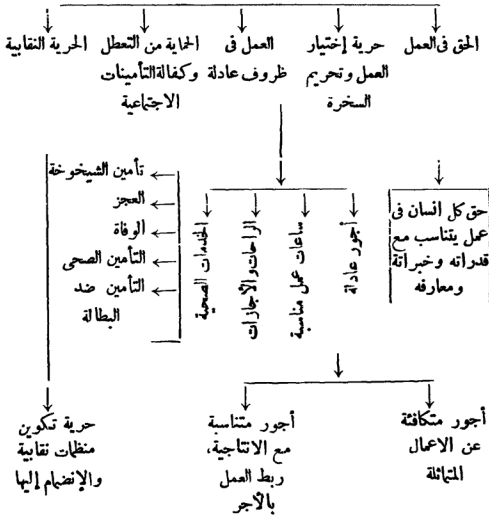 الحق فى العمل
حرية إختيار
العمل وتحريم
السخرة
العمل فى
ظروف عادلة
الحماية من التعطل
وكفالة التأمينات
الاجتماعية
الحرية النقابية
حق كل انسان فى
عمل يتناسب مع
قدراته وخبراته
ومعارفه
أجور عادلة
ساعات عمل مناسبة
الراحات والأجازات
الخدمات الصحية
تأمين الشيخوخة
العجز
الوفاة
التأمين الصحى
التأمين ضد
البطالة
أجور متكافئة
عن الاعمال
المتماثلة
أجور متناسبة
مع الانتاجية،
ربط العمل
بالأجر
حرية تكوين
منظمات نقابية
والإنضمام إليها